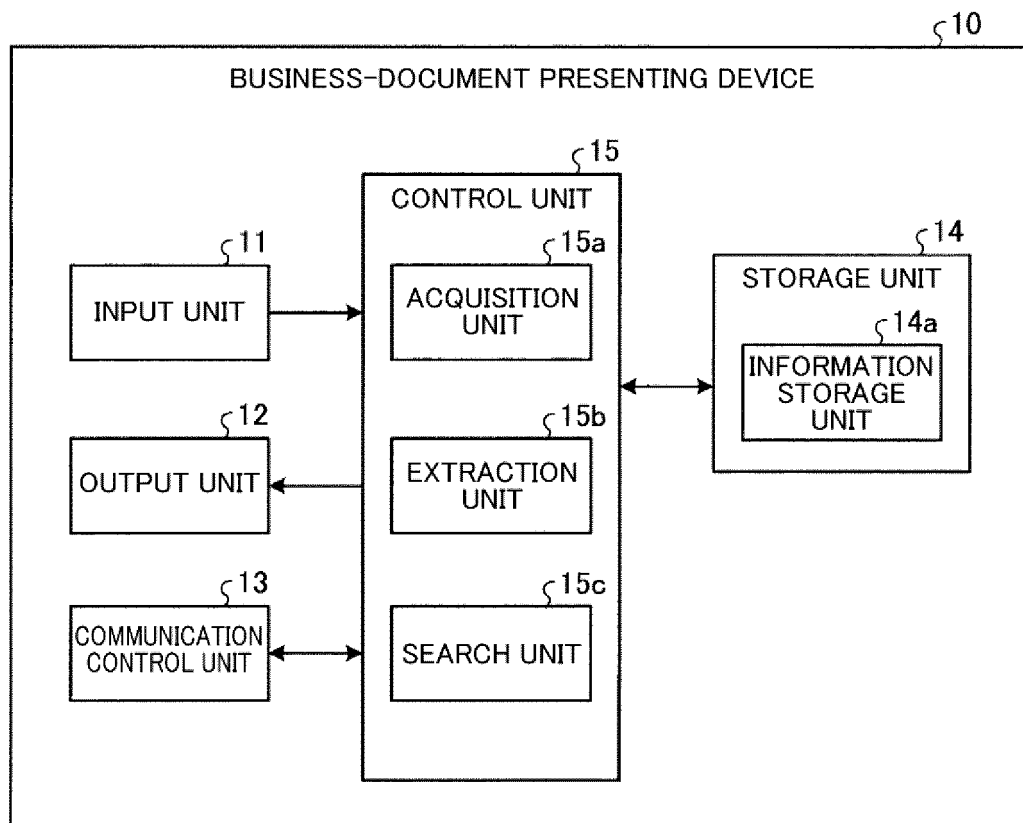 10
BUSINESS-DOCUMENT PRESENTING DEVICE
15
CONTROL UNIT
11
INPUT UNIT
15a
ACQUISITION
UNIT
14
STORAGE UNIT
14a
INFORMATION
STORAGE
UNIT
12
OUTPUT UNIT
15b
EXTRACTION
UNIT
13
COMMUNICATION
CONTROL UNIT
15c
SEARCH UNIT